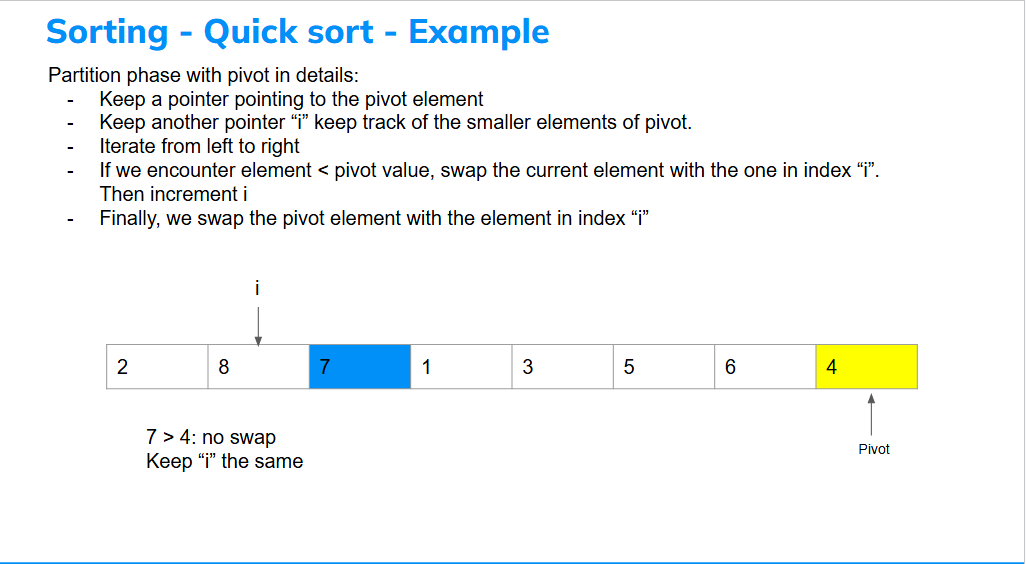 Sorting - Quick sort - Example
Partition phase with pivot in details:
- Keep a pointer pointing to the pivot element
- Keep another pointer “i” keep track of the smaller elements of pivot.
- Iterate from left to right
- If we encounter element < pivot value, swap the current element with the one in index “i”.
Then increment i
- Finally, we swap the pivot element with the element in index “i”
i
2 8 7 1 3 5 6 4
7 > 4: no swap
Keep “i” the same
Pivot